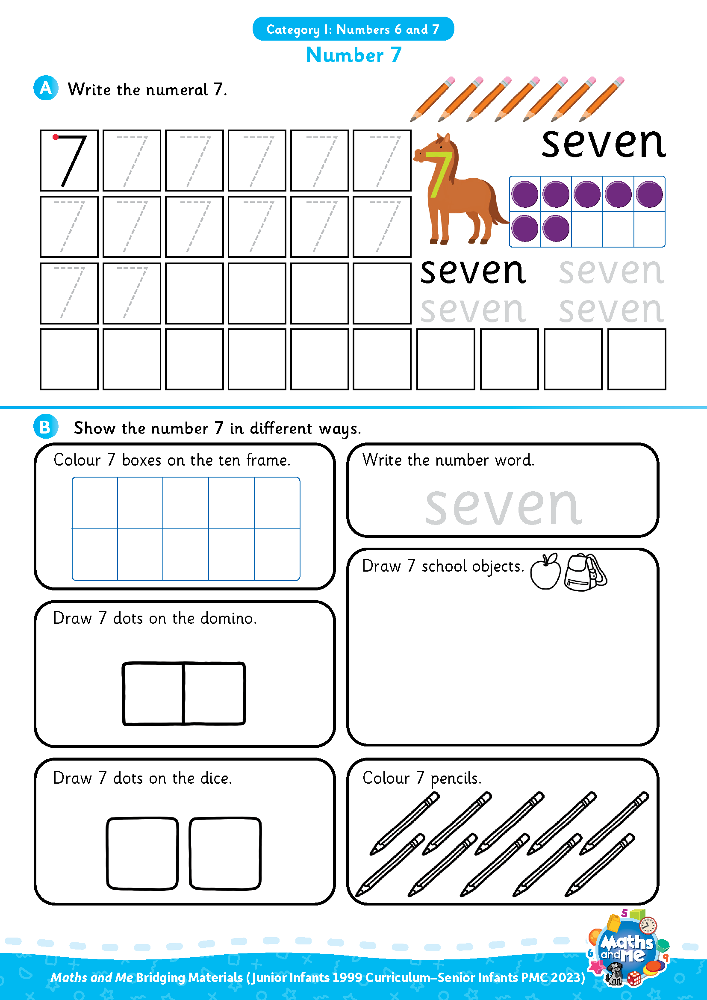 Category 1: Numbers 6 and 7
Number 7
A Write the numeral 7.
7 7 7 7 7 7
seven
7
7 7 7 7 7 7
7 7
seven seven
seven seven
B Show the number 7 in different ways.
Colour 7 boxes on the ten frame.
Write the number word.
seven
Draw 7 school objects.
Draw 7 dots on the domino.
Draw 7 dots on the dice.
Colour 7 pencils.
5
Maths
and Me
6
9
Maths and Me Bridging Materials (Junior Infants 1999 Curriculum–Senior Infants PMC 2023)